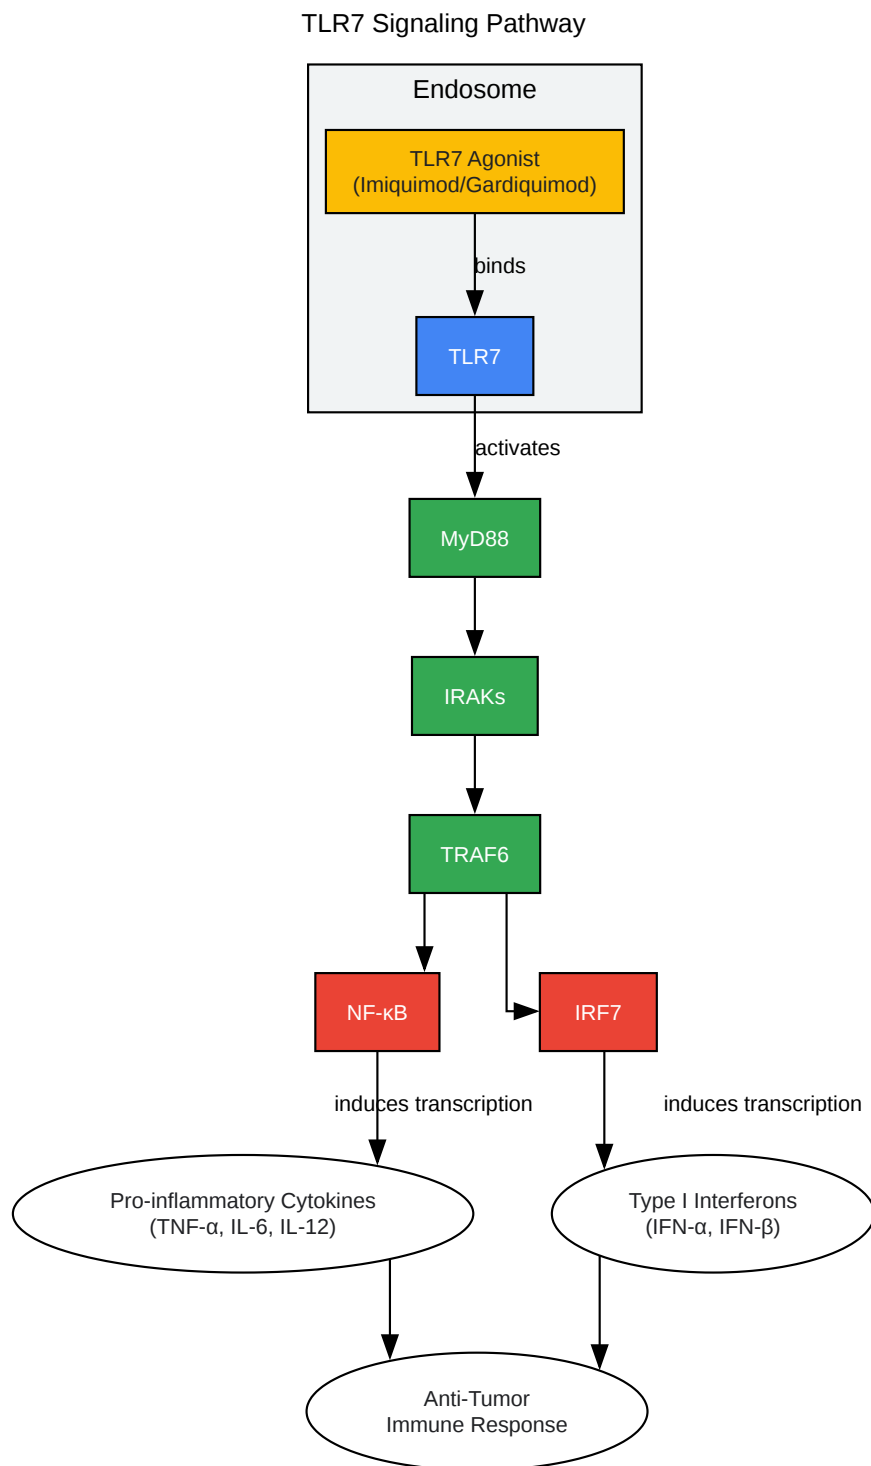 TLR7 Signaling Pathway
Endosome
TLR7 Agonist
(Imiquimod/Gardiquimod)
binds
TLR7
activates
MyD88
IRAKs
TRAF6
NF-κB
IRF7
induces transcription
induces transcription
Pro-inflammatory Cytokines
(TNF-α, IL-6, IL-12)
Type I Interferons
(IFN-α, IFN-β)
Anti-Tumor
Immune Response